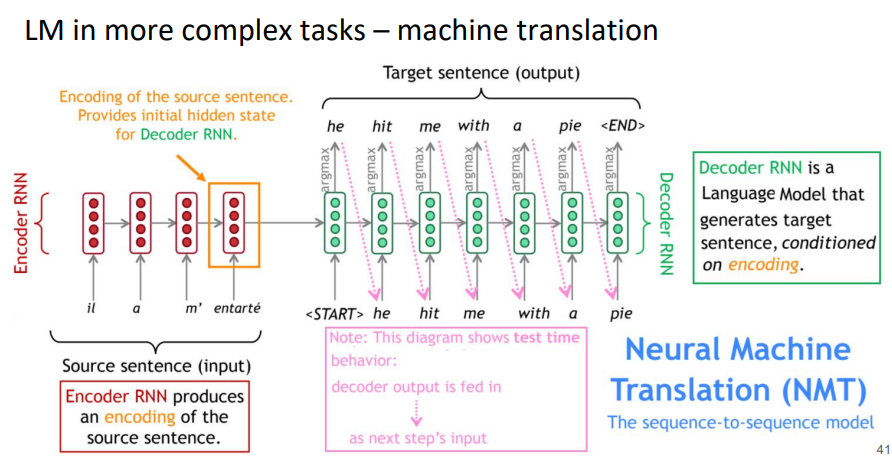 LM in more complex tasks – machine translation
Target sentence (output)
Encoding of the source sentence.
Provides initial hidden state
for Decoder RNN.
he hit me with a pie <END>
argmax argmax argmax argmax argmax argmax argmax
Encoder RNN
Decoder RNN
Decoder RNN is a
Language Model that
generates target
sentence, conditioned
on encoding.
il a m' entarté
<START> he hit me with a pie
Source sentence (input)
Encoder RNN produces
an encoding of the
source sentence.
Note: This diagram shows test time
behavior:
decoder output is fed in
as next step's input
Neural Machine
Translation (NMT)
The sequence-to-sequence model
41